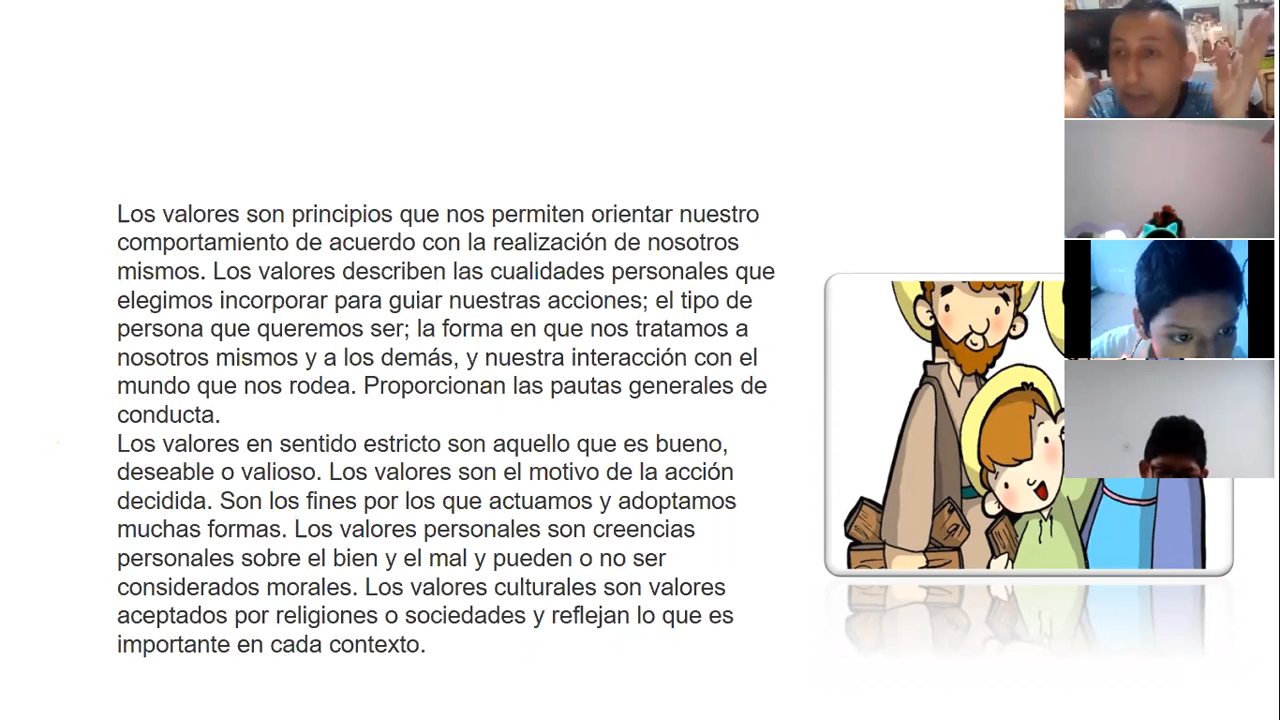 Los valores son principios que nos permiten orientar nuestro
comportamiento de acuerdo con la realización de nosotros
mismos. Los valores describen las cualidades personales que
elegimos incorporar para guiar nuestras acciones; el tipo de
persona que queremos ser; la forma en que nos tratamos a
nosotros mismos y a los demás, y nuestra interacción con el
mundo que nos rodea. Proporcionan las pautas generales de
conducta.
Los valores en sentido estricto son aquello que es bueno,
deseable o valioso. Los valores son el motivo de la acción
decidida. Son los fines por los que actuamos y adoptamos
muchas formas. Los valores personales son creencias
personales sobre el bien y el mal y pueden o no ser
considerados morales. Los valores culturales son valores
aceptados por religiones o sociedades y reflejan lo que es
importante en cada contexto.